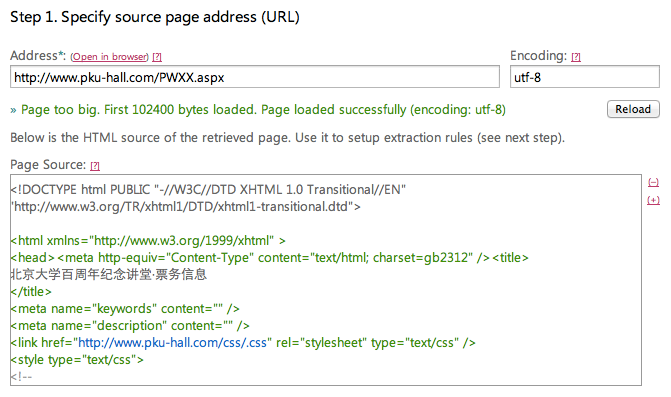 Step 1. Specify source page address (URL)
Address*: (Open in browser) [?]
Encoding: [?]
http://www.pku-hall.com/PWXX.aspx
utf-8
» Page too big. First 102400 bytes loaded. Page loaded successfully (encoding: utf-8)
Reload
Below is the HTML source of the retrieved page. Use it to setup extraction rules (see next step).
Page Source: [?]
(−)
(+)
<!DOCTYPE html PUBLIC "-//W3C//DTD XHTML 1.0 Transitional//EN"
"http://www.w3.org/TR/xhtml1/DTD/xhtml1-transitional.dtd">
<html xmlns="http://www.w3.org/1999/xhtml" >
<head><meta http-equiv="Content-Type" content="text/html; charset=gb2312" /><title>
北京大学百周年纪念讲堂·票务信息
</title>
<meta name="keywords" content="" />
<meta name="description" content="" />
<link href="http://www.pku-hall.com/css/.css" rel="stylesheet" type="text/css" />
<style type="text/css">
<!--